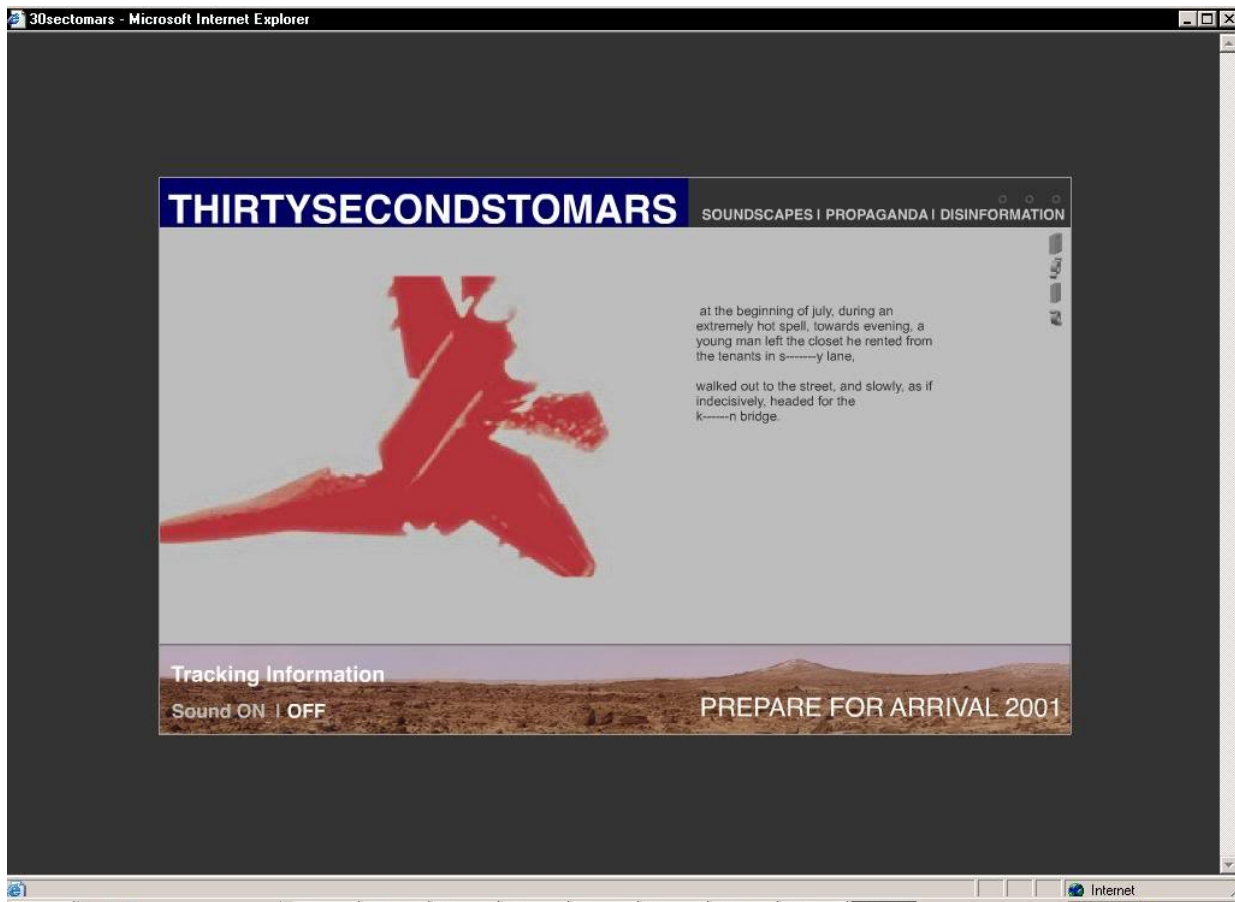 30sectomars - Microsoft Internet Explorer
THIRTYSECONDSTOMARS
SOUNDSCAPES | PROPAGANDA | DISINFORMATION
at the beginning of july, during an
extremely hot spell, towards evening, a
young man left the closet he rented from
the tenants in s-------y lane,
walked out to the street, and slowly, as if
indecisively, headed for the
k------n bridge.
Tracking Information
Sound ON | OFF
PREPARE FOR ARRIVAL 2001
Internet